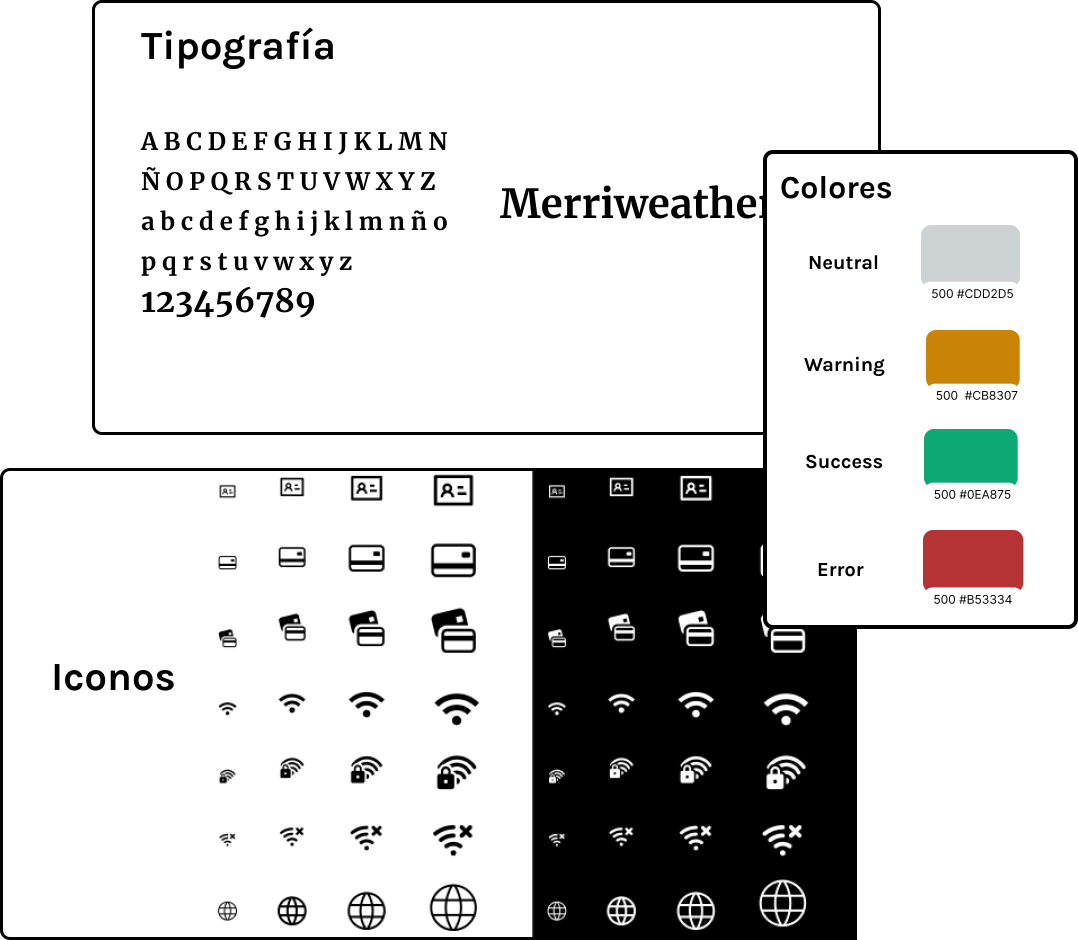 Tipografía
A B C D E F G H I J K L M N
Ñ O P Q R S T U V W X Y Z
a b c d e f g h i j k l m n ñ o
p q r s t u v w x y z
123456789
Merriweather
Colores
Neutral
500 #CDD2D5
Warning
500 #CB8307
Success
500 #0EA875
Error
500 #B53334
Iconos